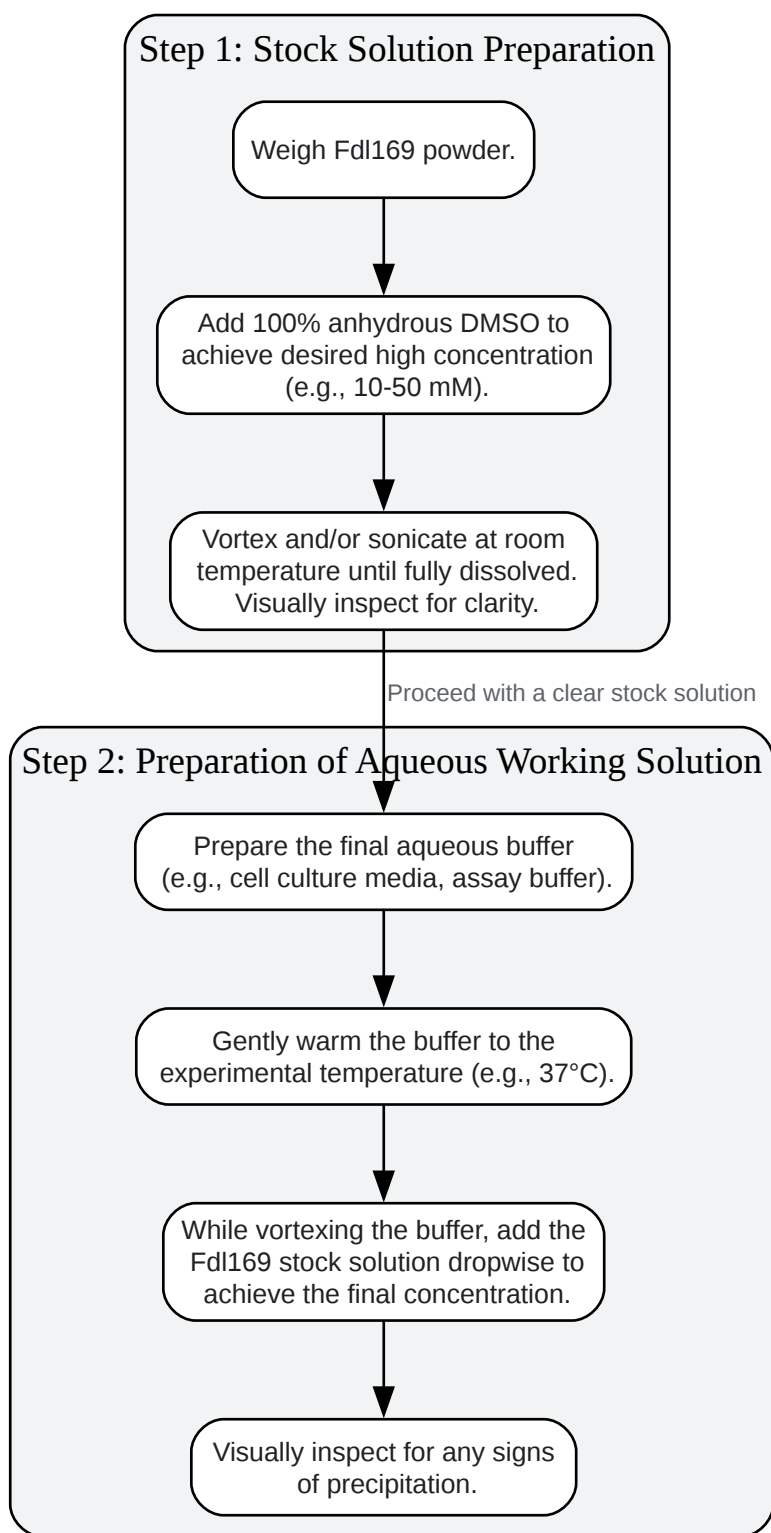 Step 1: Stock Solution Preparation
Weigh Fdl169 powder.
Add 100% anhydrous DMSO to
achieve desired high concentration
(e.g., 10-50 mM).
Vortex and/or sonicate at room
temperature until fully dissolved.
Visually inspect for clarity.
Proceed with a clear stock solution
Step 2: Preparation of Aqueous Working Solution
Prepare the final aqueous buffer
(e.g., cell culture media, assay buffer).
Gently warm the buffer to the
experimental temperature (e.g., 37°C).
While vortexing the buffer, add the
Fdl169 stock solution dropwise to
achieve the final concentration.
Visually inspect for any signs
of precipitation.